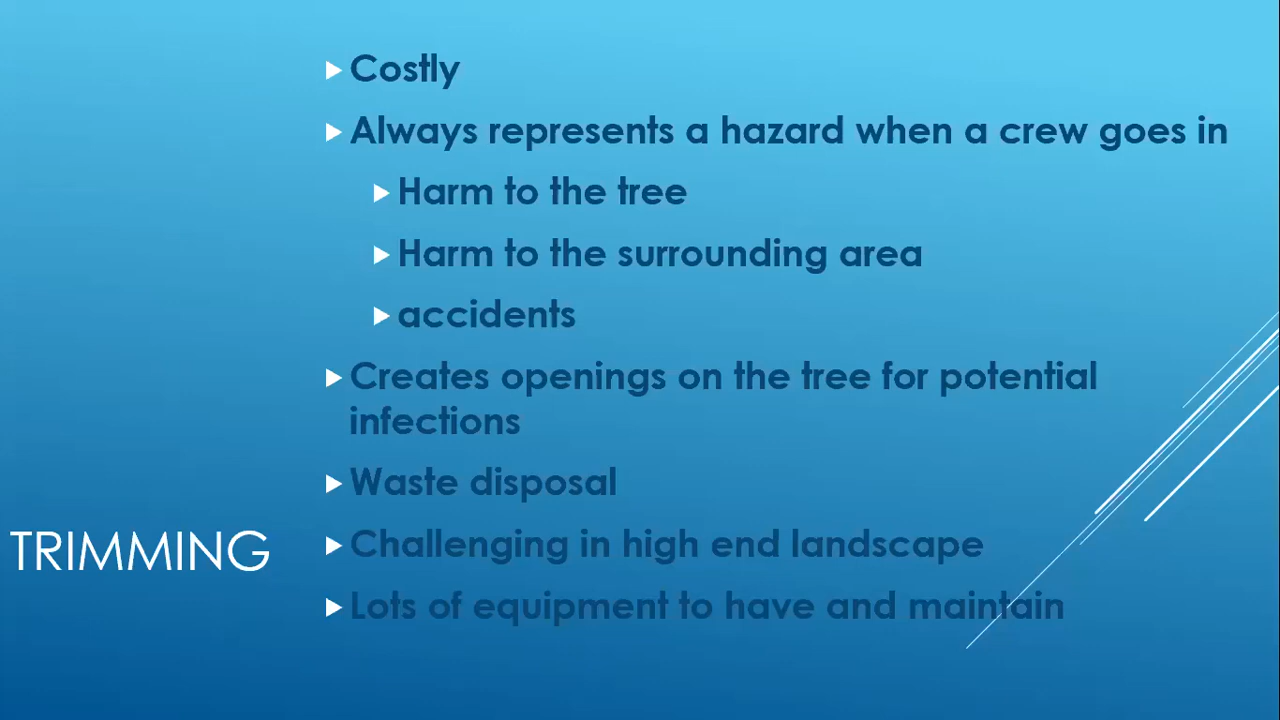 Costly
Always represents a hazard when a crew goes in
Harm to the tree
Harm to the surrounding area
accidents
Creates openings on the tree for potential
infections
Waste disposal
Challenging in high end landscape
Lots of equipment to have and maintain
TRIMMING